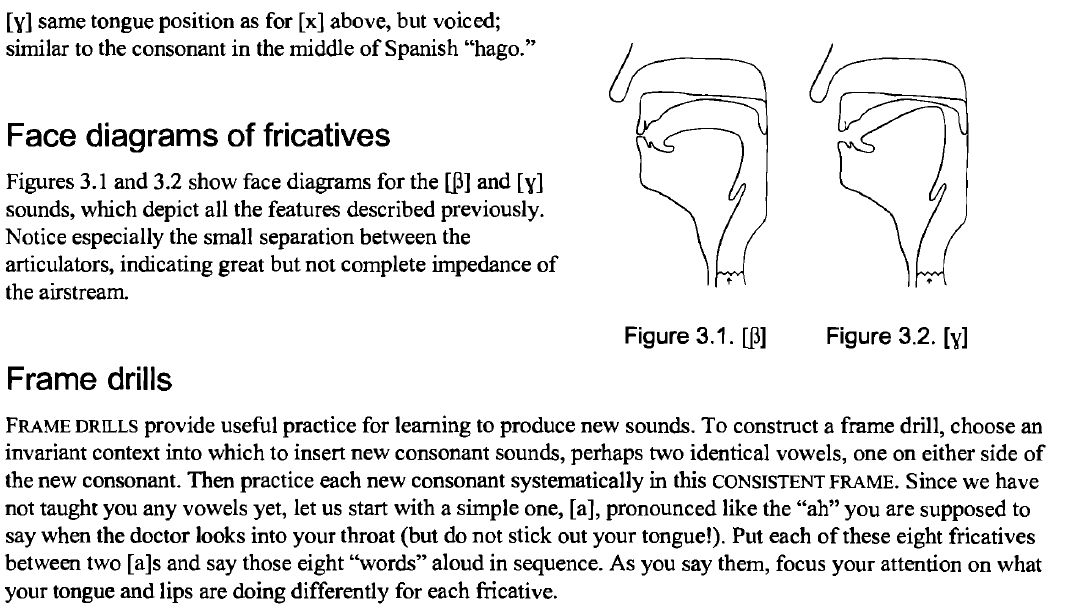 [ɣ] same tongue position as for [x] above, but voiced;
similar to the consonant in the middle of Spanish “hago.”
Face diagrams of fricatives
Figures 3.1 and 3.2 show face diagrams for the [β] and [ɣ]
sounds, which depict all the features described previously.
Notice especially the small separation between the
articulators, indicating great but not complete impedance of
the airstream.
Figure 3.1. [β]
Figure 3.2. [ɣ]
Frame drills
FRAME DRILLS provide useful practice for learning to produce new sounds. To construct a frame drill, choose an
invariant context into which to insert new consonant sounds, perhaps two identical vowels, one on either side of
the new consonant. Then practice each new consonant systematically in this CONSISTENT FRAME. Since we have
not taught you any vowels yet, let us start with a simple one, [a], pronounced like the “ah” you are supposed to
say when the doctor looks into your throat (but do not stick out your tongue!). Put each of these eight fricatives
between two [a]s and say those eight “words” aloud in sequence. As you say them, focus your attention on what
your tongue and lips are doing differently for each fricative.